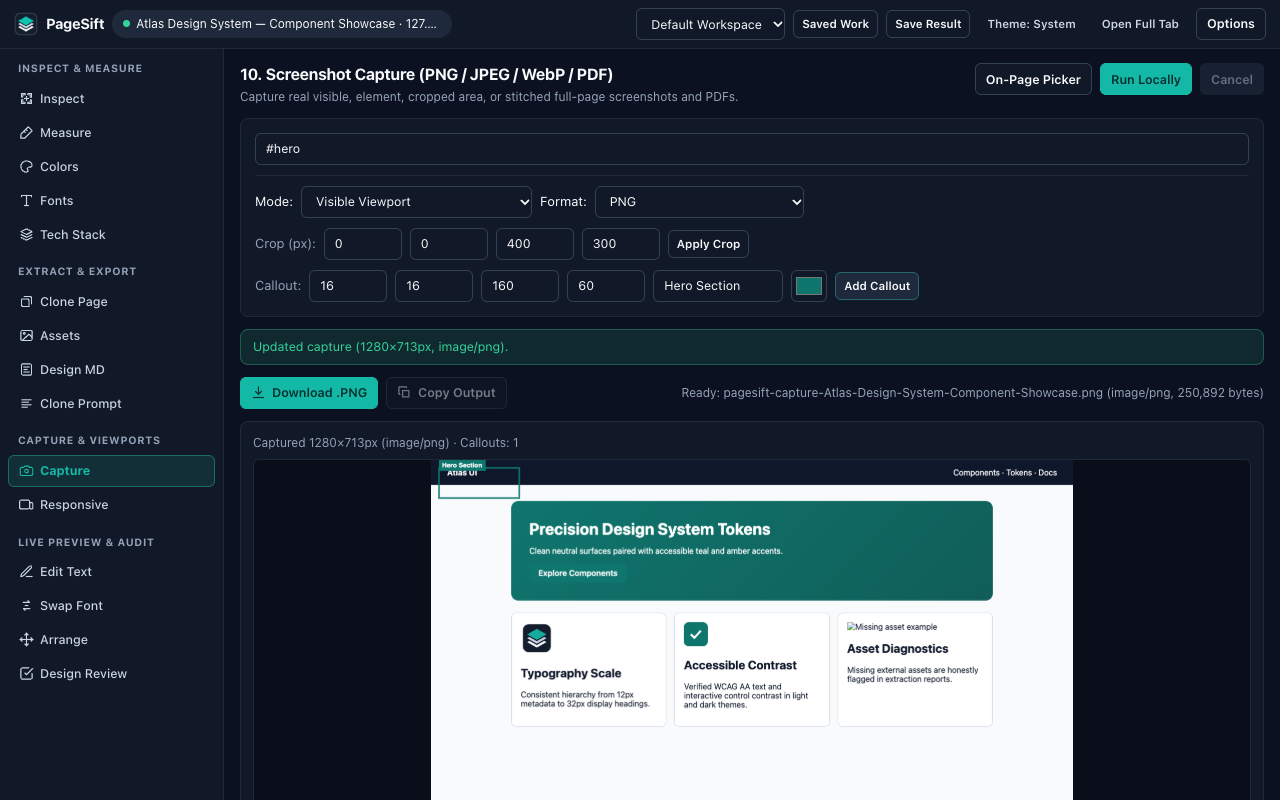 PageSift
Atlas Design System — Component Showcase · 127....
Default Workspace
Saved Work
Save Result
Theme: System
Open Full Tab
Options
INSPECT & MEASURE
Inspect
Measure
Colors
Fonts
Tech Stack
EXTRACT & EXPORT
Clone Page
Assets
Design MD
Clone Prompt
CAPTURE & VIEWPORTS
Capture
Responsive
LIVE PREVIEW & AUDIT
Edit Text
Swap Font
Arrange
Design Review
10. Screenshot Capture (PNG / JPEG / WebP / PDF)
Capture real visible, element, cropped area, or stitched full-page screenshots and PDFs.
On-Page Picker
Run Locally
Cancel
#hero
Mode: Visible Viewport Format: PNG
Crop (px): 0 0 400 300 Apply Crop
Callout: 16 16 160 60 Hero Section Add Callout
Updated capture (1280×713px, image/png).
Download .PNG
Copy Output
Ready: pagesift-capture-Atlas-Design-System-Component-Showcase.png (image/png, 250,892 bytes)
Captured 1280×713px (image/png) · Callouts: 1
Hero Section
Atlas UI
Components · Tokens · Docs
Precision Design System Tokens
Clean neutral surfaces paired with accessible teal and amber accents.
Explore Components
Typography Scale
Consistent hierarchy from 12px
metadata to 32px display headings.
Accessible Contrast
Verified WCAG AA text and
interactive control contrast in light
and dark themes.
Missing asset example
Asset Diagnostics
Missing external assets are honestly
flagged in extraction reports.